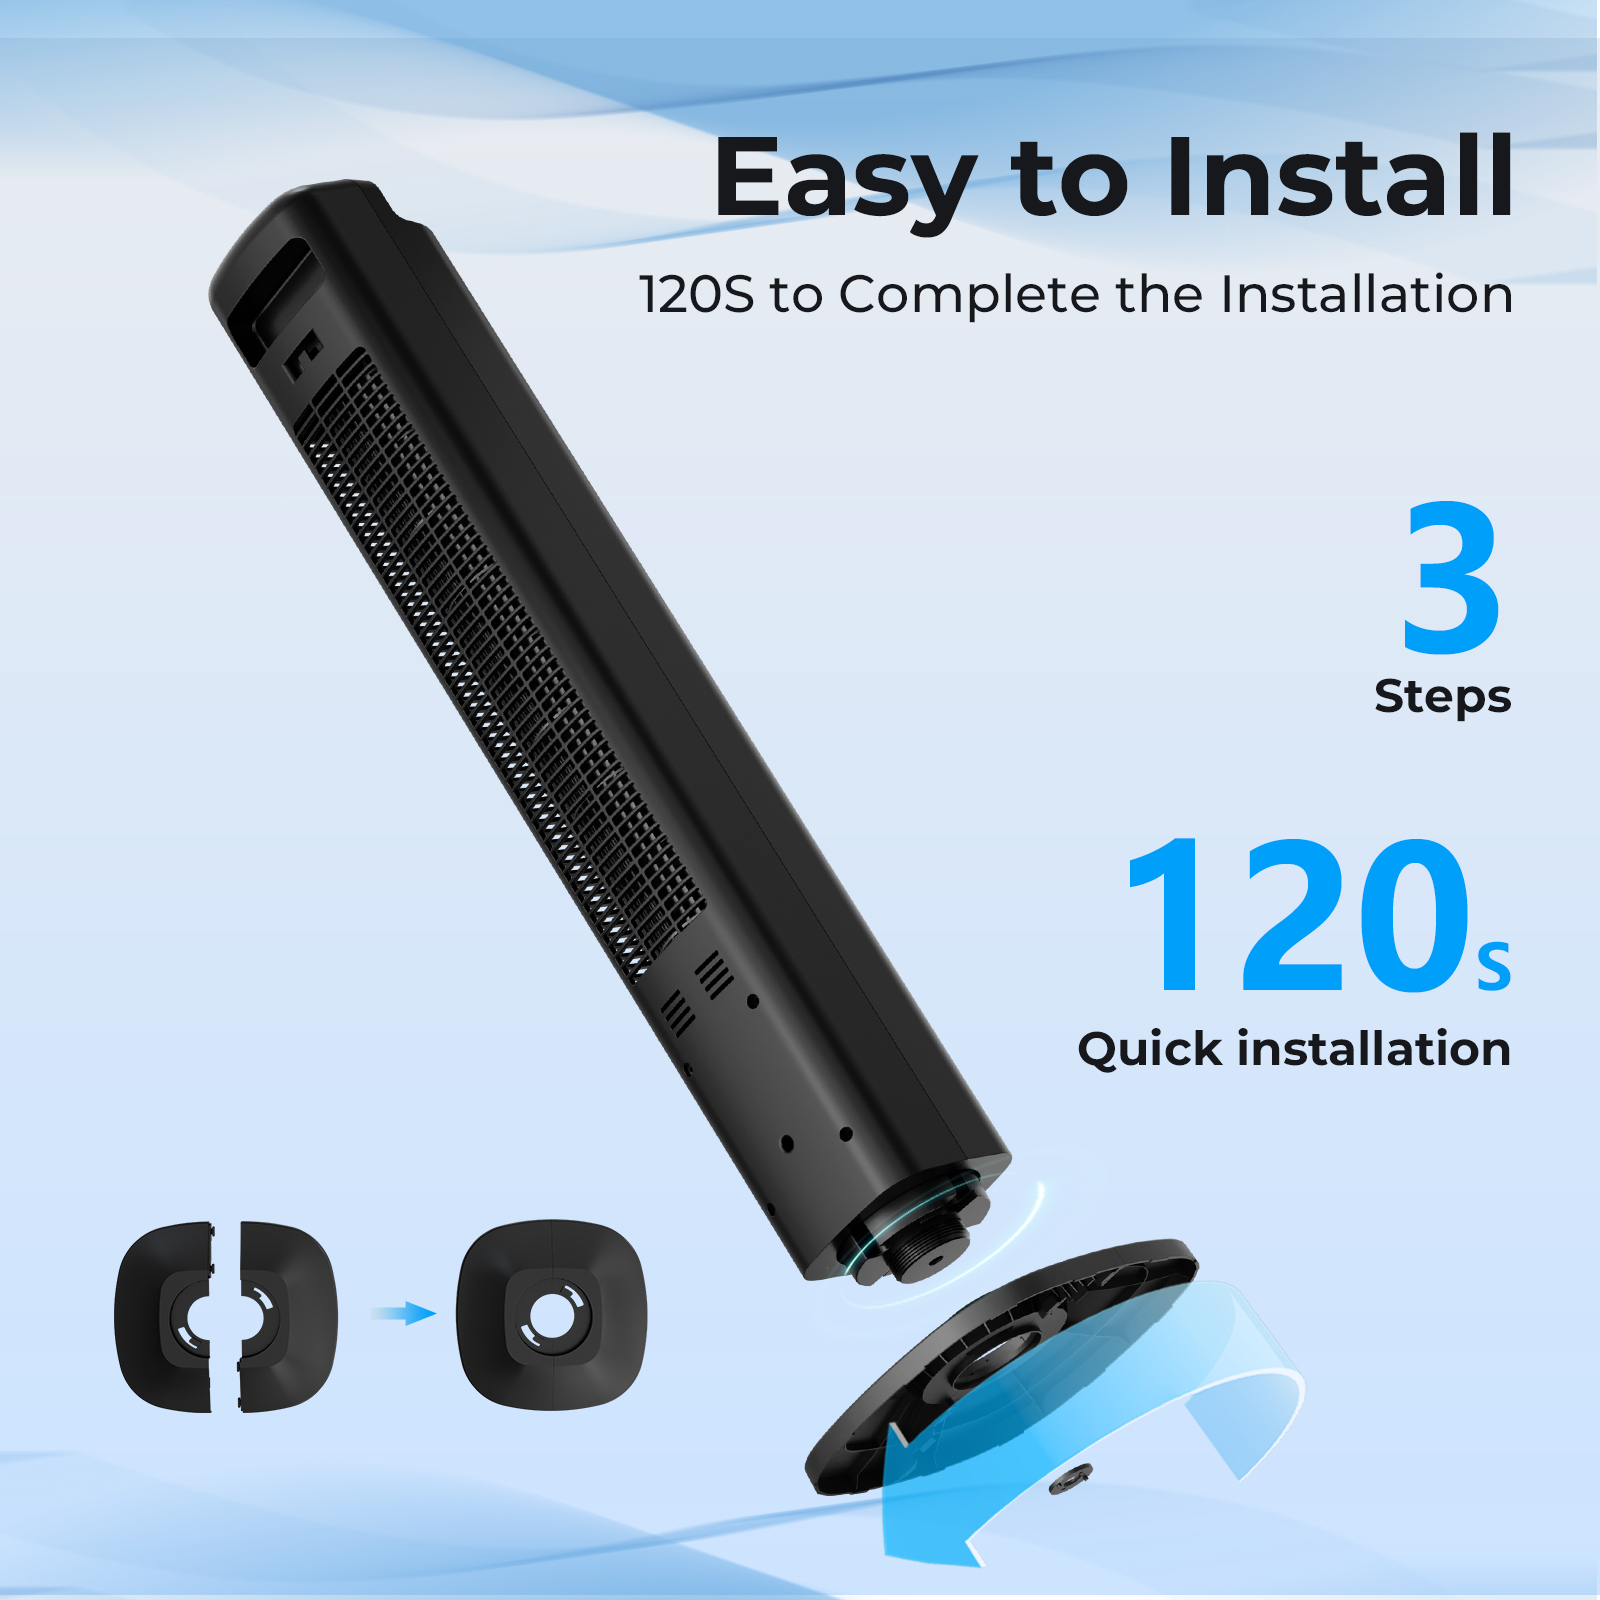 Easy to Install
120S to Complete the Installation
3
Steps
120s
Quick installation